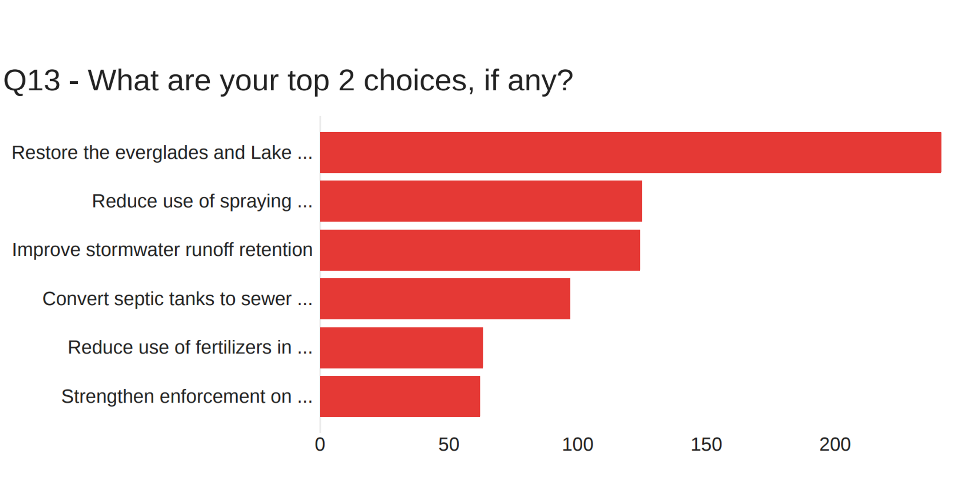 Q13 - What are your top 2 choices, if any?
Restore the everglades and Lake ...
Reduce use of spraying ...
Improve stormwater runoff retention
Convert septic tanks to sewer ...
Reduce use of fertilizers in ...
Strengthen enforcement on ...
0 50 100 150 200